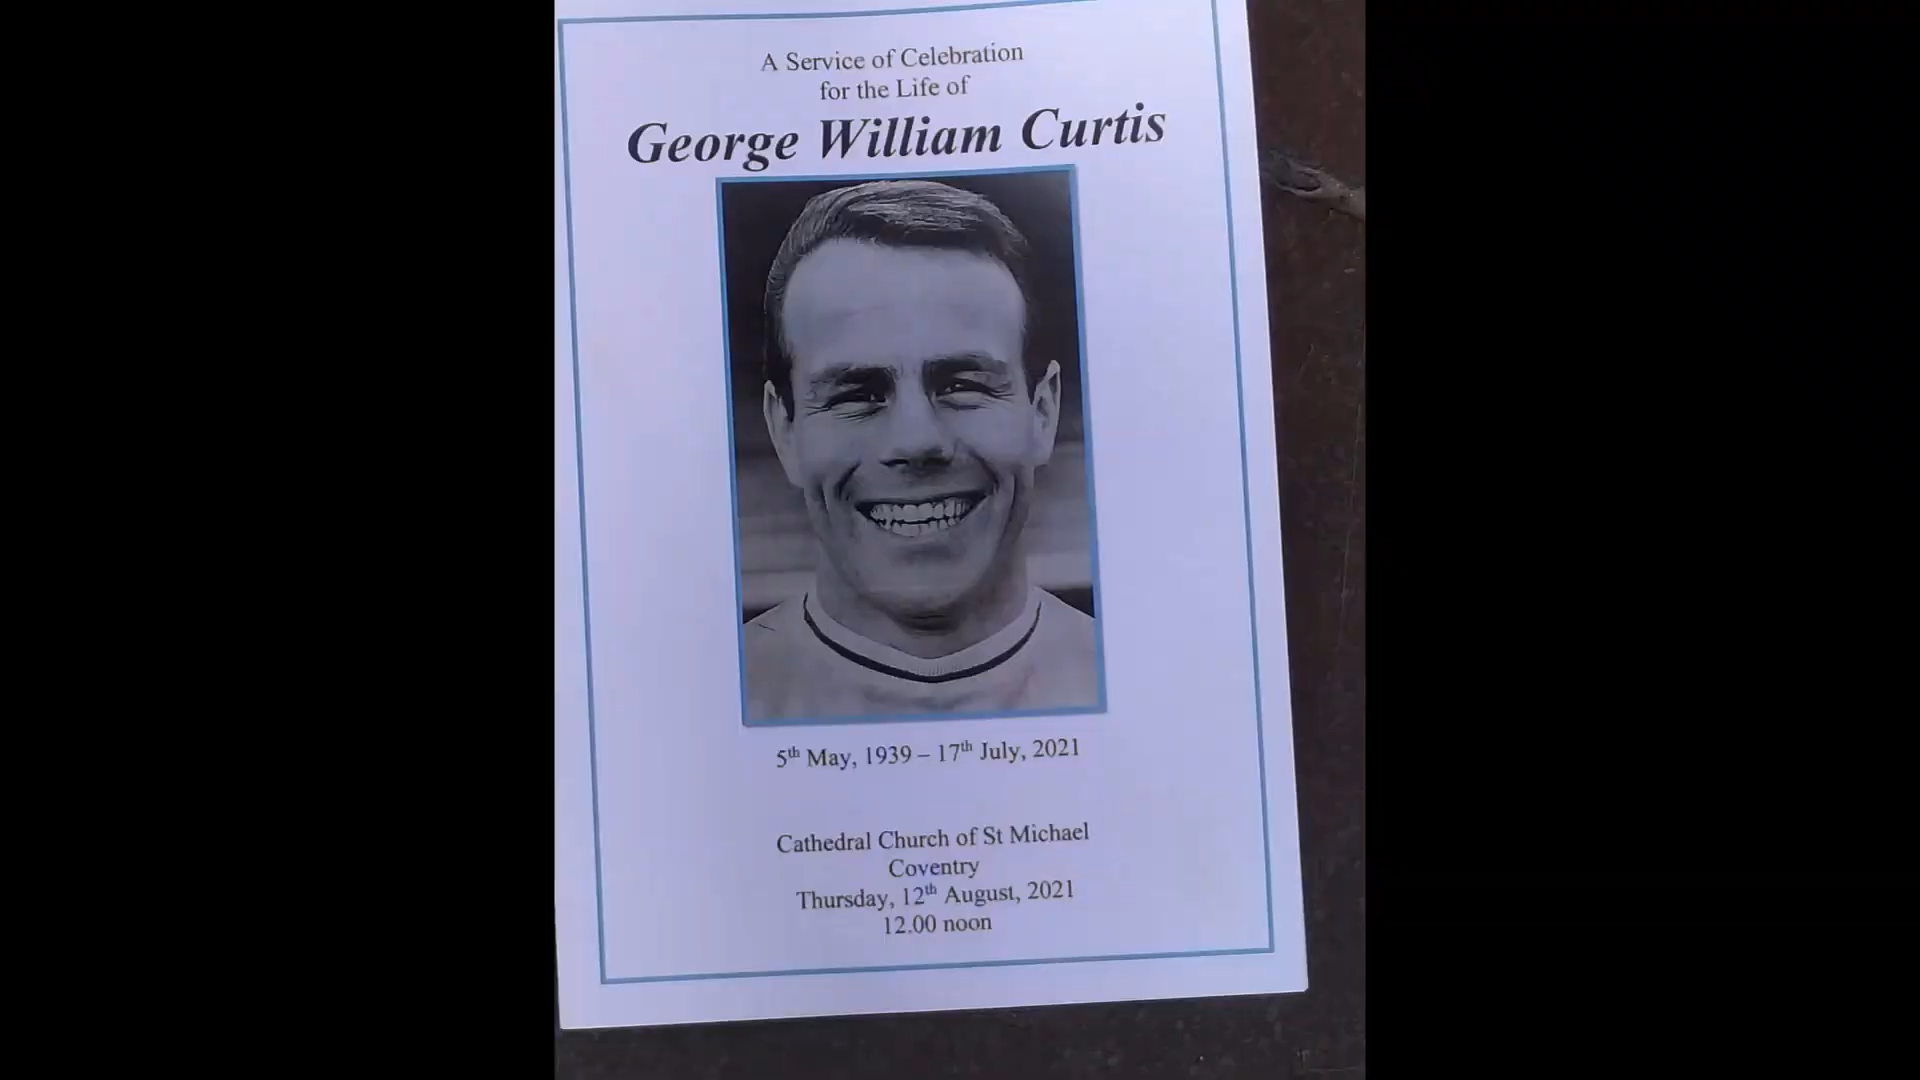 A Service of Celebration
for the Life of
George William Curtis
5th May, 1939 – 17th July, 2021
Cathedral Church of St Michael
Coventry
Thursday, 12th August, 2021
12.00 noon